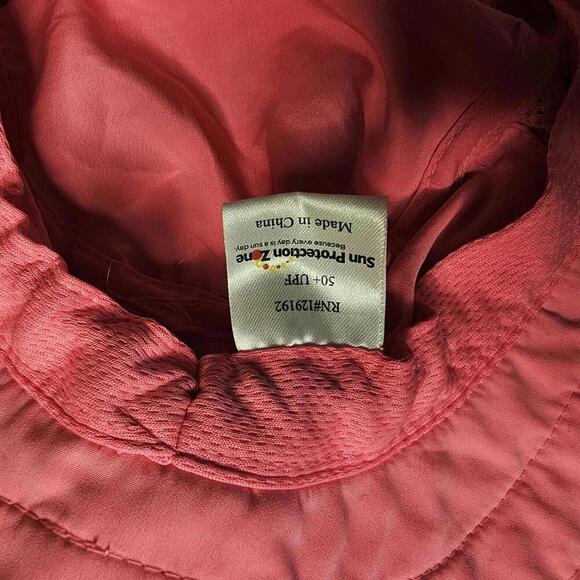 RN#129192
50+ UPF
Sun Protection Zone
Because every day is a sun day.
Made in China